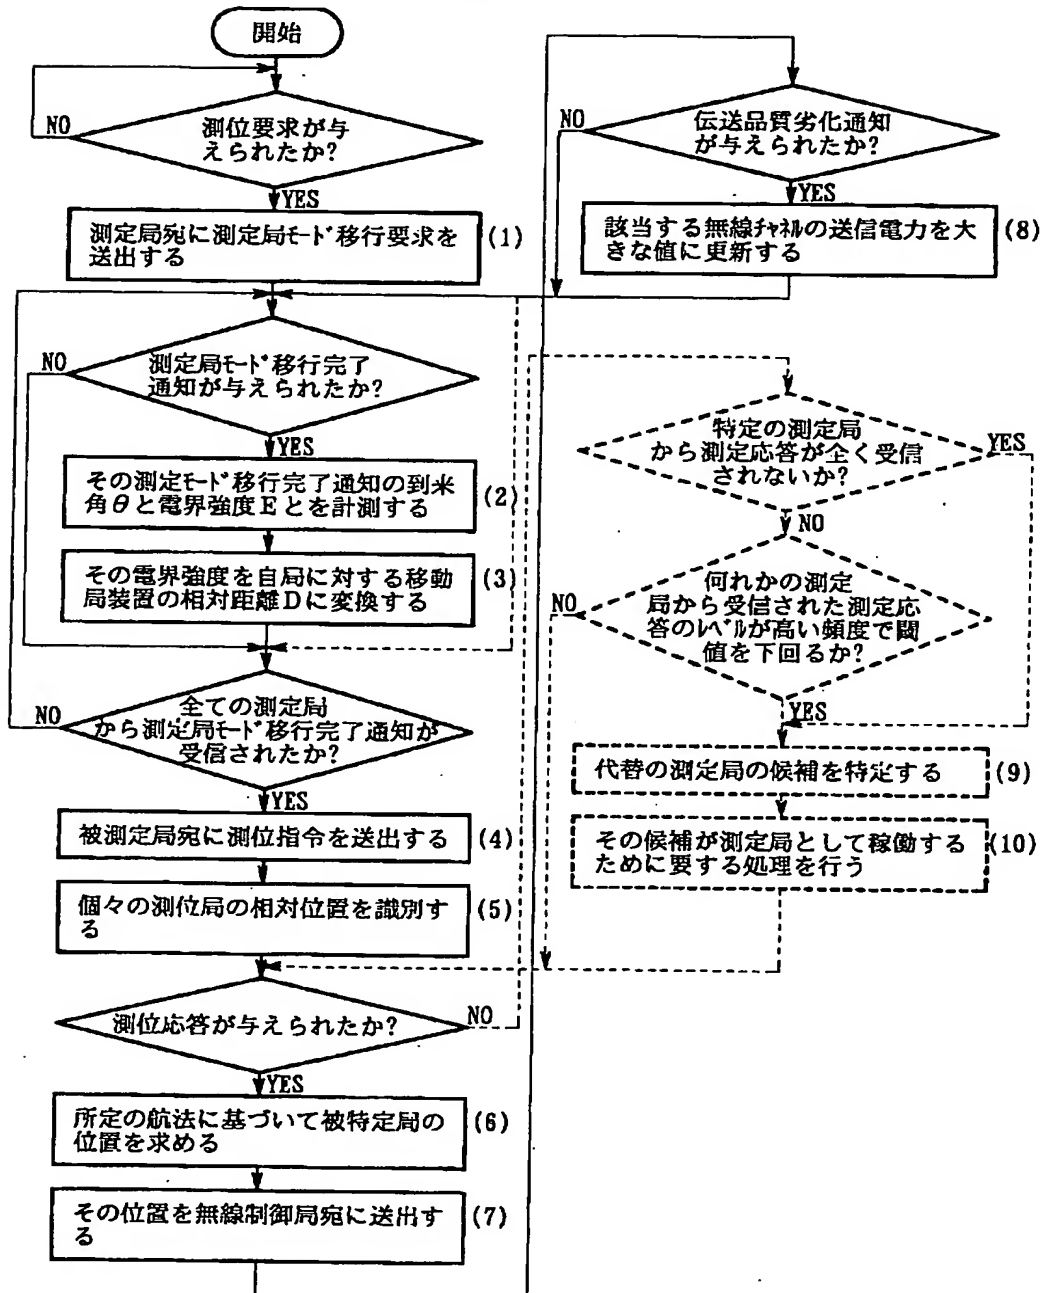 開始
NO
測位要求が与
えられたか?
YES
測定局宛に測定局ﾓｰﾄﾞ移行要求を
送出する
(1)
NO
測定局ﾓｰﾄﾞ移行完了
通知が与えられたか?
YES
その測定ﾓｰﾄﾞ移行完了通知の到来
角θと電界強度Eとを計測する
(2)
その電界強度を自局に対する移動
局装置の相対距離Dに変換する
(3)
NO
全ての測定局
から測定局ﾓｰﾄﾞ移行完了通知が
受信されたか?
YES
被測定局宛に測位指令を送出する
(4)
個々の測位局の相対位置を識別す
る
(5)
測位応答が与えられたか?
NO
YES
所定の航法に基づいて被特定局の
位置を求める
(6)
その位置を無線制御局宛に送出す
る
(7)
NO
伝送品質劣化通知
が与えられたか?
YES
該当する無線ﾁｬﾈﾙの送信電力を大
きな値に更新する
(8)
特定の測定局
から測定応答が全く受信
されないか?
YES
NO
NO
何れかの測定
局から受信された測定応
答のﾚﾍﾞﾙが高い頻度で閾
値を下回るか?
YES
代替の測定局の候補を特定する
(9)
その候補が測定局として稼働する
ために要する処理を行う
(10)